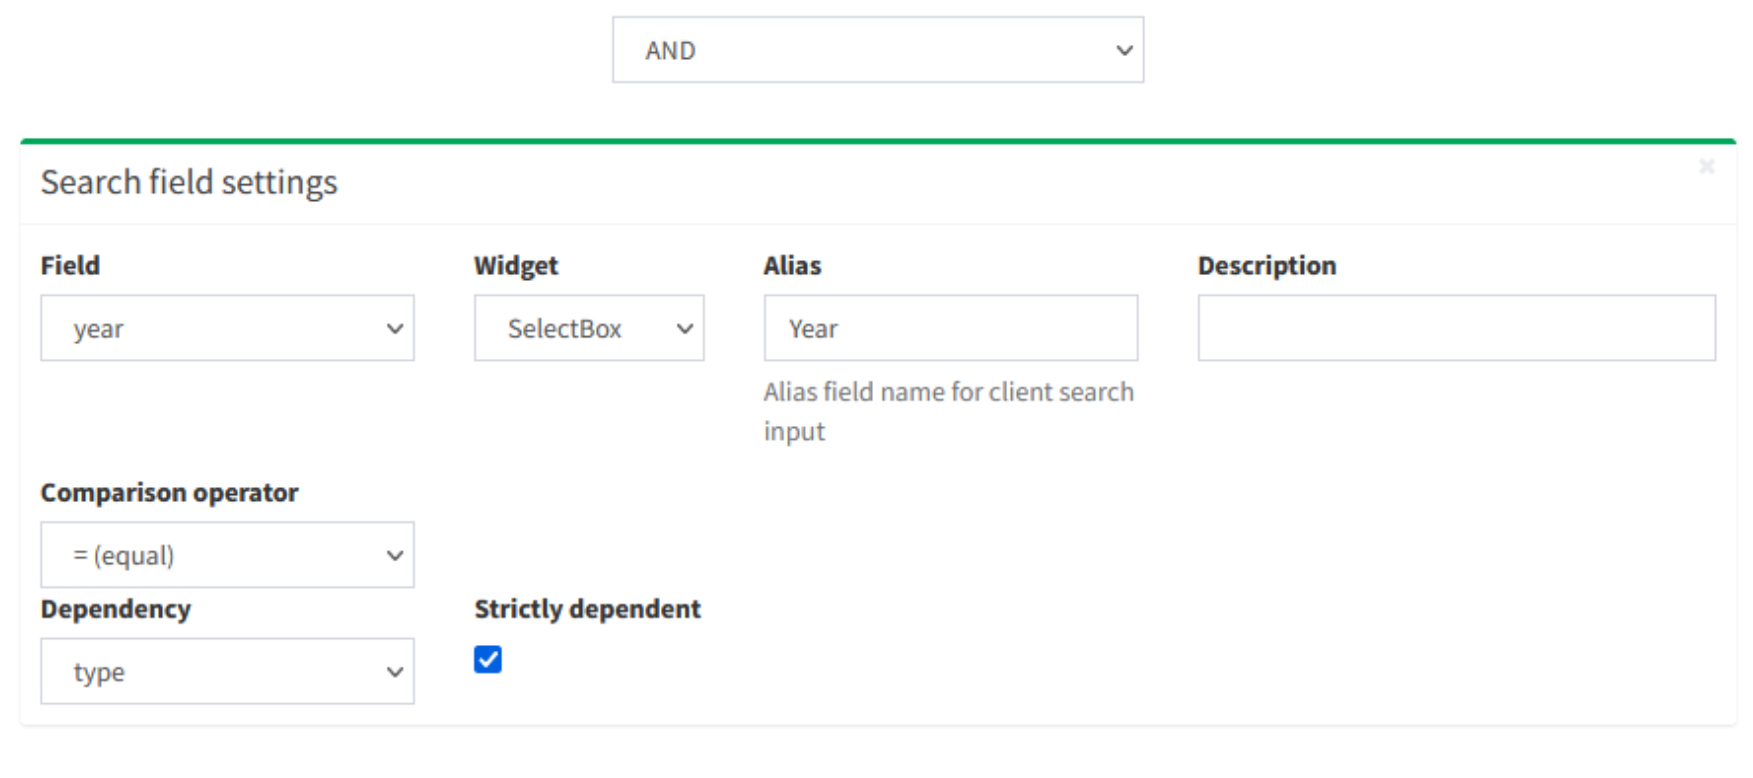 AND
Search field settings
Field
Widget
Alias
Description
year
SelectBox
Year
Alias field name for client search
input
Comparison operator
= (equal)
Dependency
Strictly dependent
type